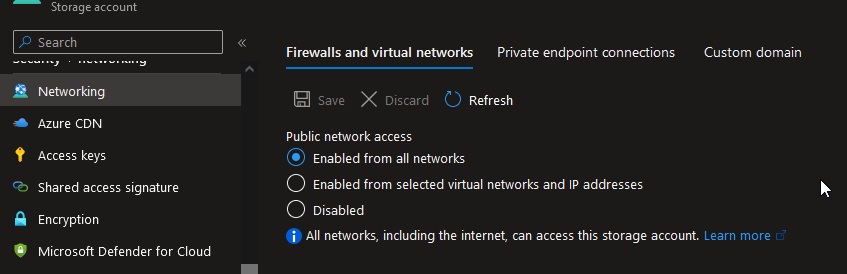 Storage account
Search
Security + networking
Networking
Azure CDN
Access keys
Shared access signature
Encryption
Microsoft Defender for Cloud
Firewalls and virtual networks Private endpoint connections Custom domain
Save Discard Refresh
Public network access
Enabled from all networks
Enabled from selected virtual networks and IP addresses
Disabled
All networks, including the internet, can access this storage account. Learn more